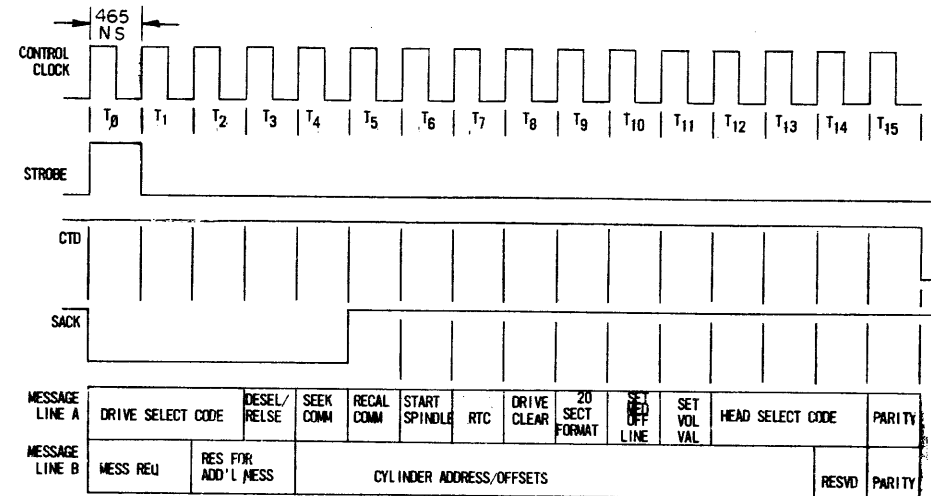 465
NS
CONTROL
CLOCK
TØ T1 T2 T3 T4 T5 T6 T7 T8 T9 T10 T11 T12 T13 T14 T15
STROBE
CTD
SACK
MESSAGE
LINE A
DRIVE SELECT CODE
DESEL/
RELSE
SEEK
COMM
RECAL
COMM
START
SPINDLE
RTC
DRIVE
CLEAR
20
SECT
FORMAT
SET
MED
OFF
LINE
SET
VOL
VAL
HEAD SELECT CODE
PARITY
MESSAGE
LINE B
MESS REQ
RES FOR
ADD'L MESS
CYLINDER ADDRESS/OFFSETS
RESVD
PARITY